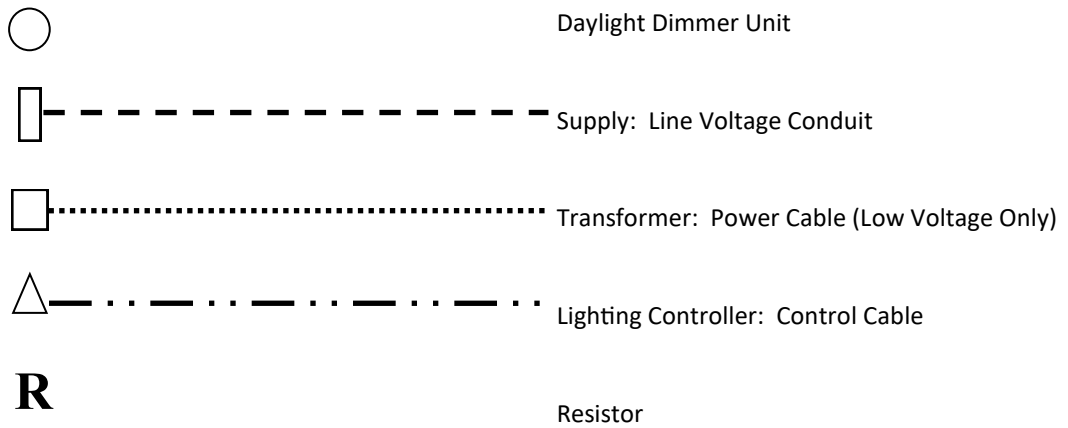 Daylight Dimmer Unit
Supply: Line Voltage Conduit
Transformer: Power Cable (Low Voltage Only)
Lighting Controller: Control Cable
R
Resistor